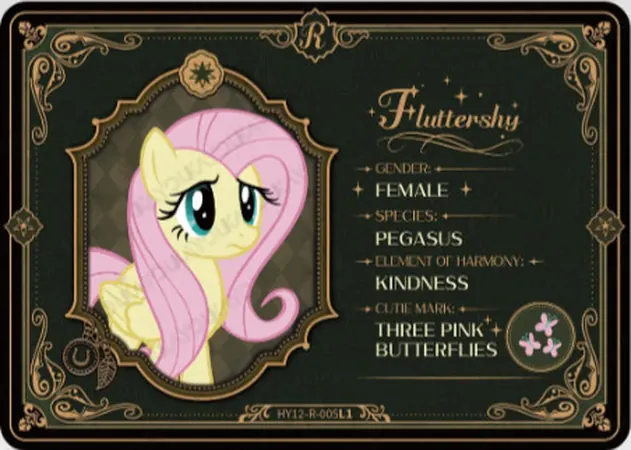 R
Fluttershy
GENDER:
FEMALE
SPECIES:
PEGASUS
ELEMENT OF HARMONY:
KINDNESS
CUTIE MARK:
THREE PINK
BUTTERFLIES
HY12-R-005L1